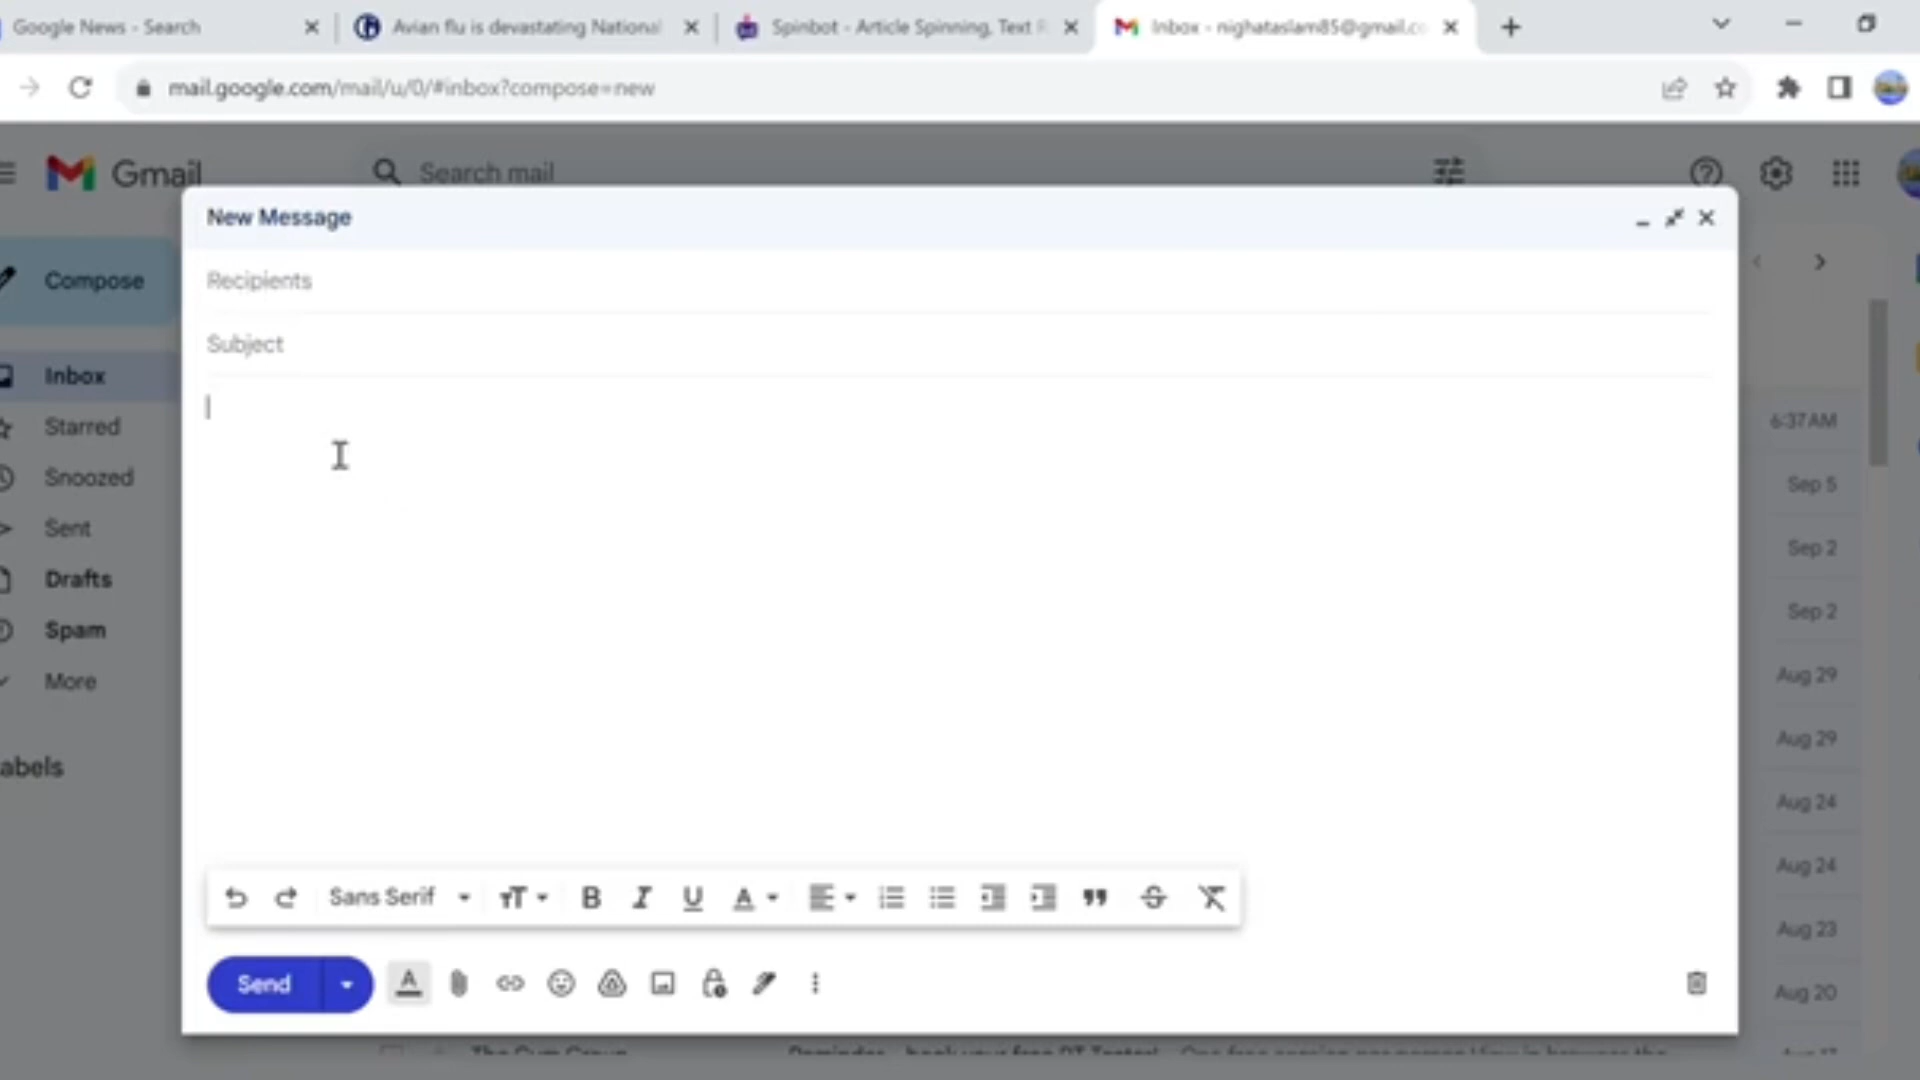 Google News - Search
Avian flu is devastating National
Spinbot - Article Spinning, Text R
Inbox - nighataslam85@gmail.co
mail.google.com/mail/u/0/#inbox?compose=new
Gmail
Search mail
New Message
Compose
Recipients
Subject
Inbox
Starred
Snoozed
Sent
Drafts
Spam
More
abels
6:37 AM
Sep 5
Sep 2
Sep 2
Aug 29
Aug 29
Aug 24
Aug 24
Aug 23
Aug 20
Sans Serif
Send